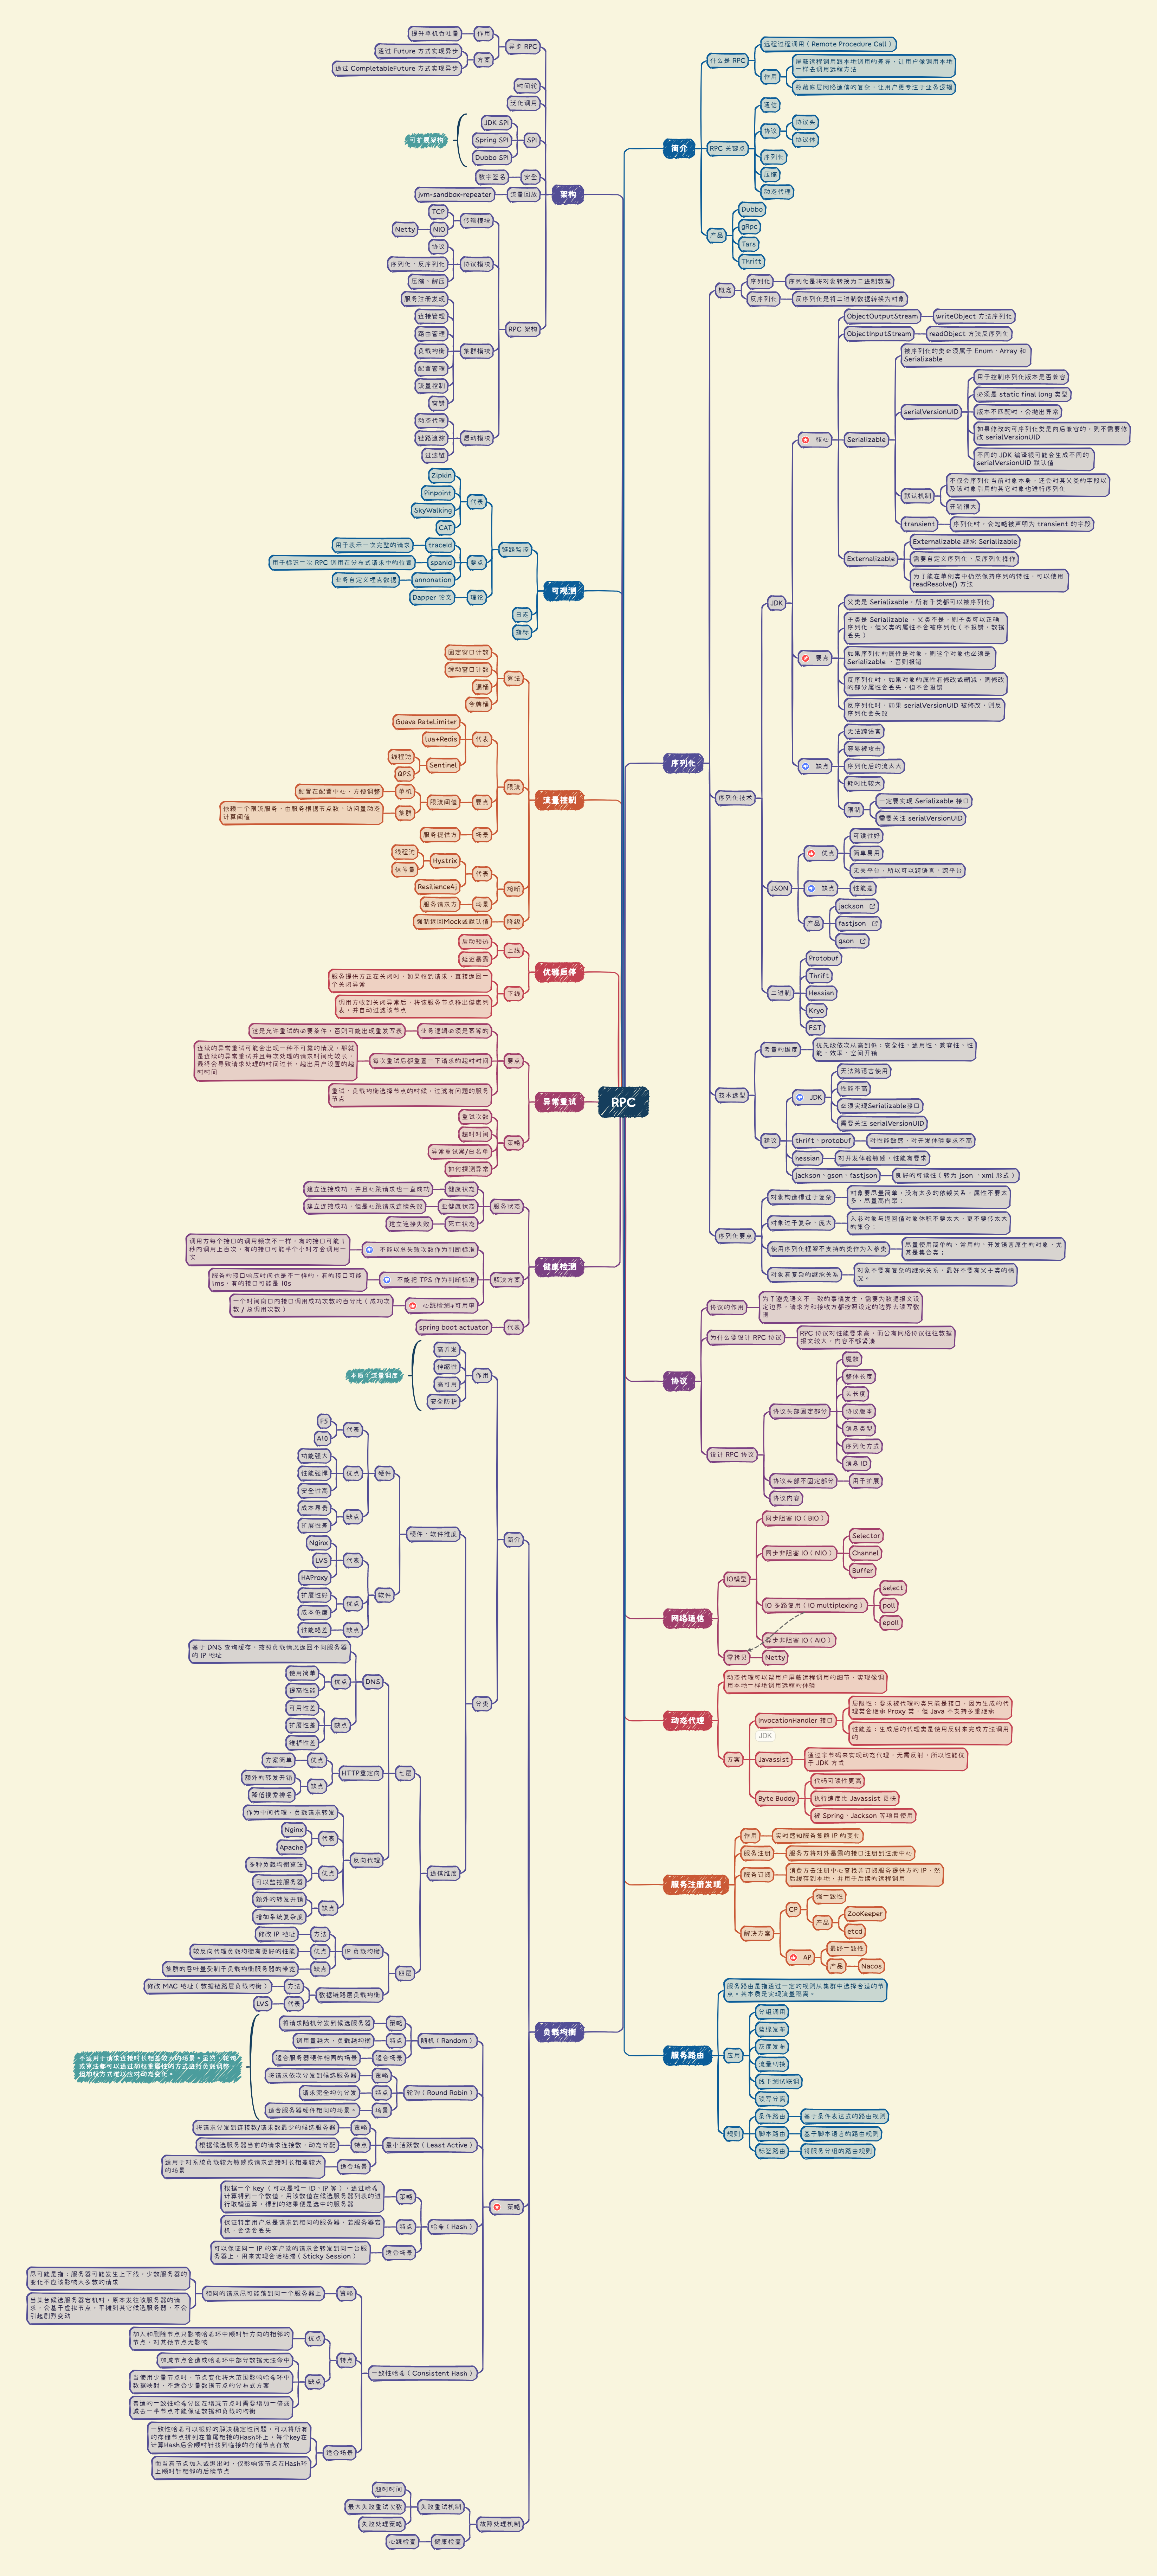 RPC
简介
什么是 RPC
远程过程调用（Remote Procedure Call）
作用
屏蔽远程调用跟本地调用的差异，让用户像调用本地
一样去调用远程方法
隐藏底层网络通信的复杂，让用户更专注于业务逻辑
RPC 关键点
通信
协议
协议头
协议体
序列化
压缩
动态代理
产品
Dubbo
gRpc
Tars
Thrift
序列化
概念
序列化
序列化是将对象转换为二进制数据
反序列化
反序列化是将二进制数据转换为对象
序列化技术
JDK
核心
ObjectOutputStream
writeObject 方法序列化
ObjectInputStream
readObject 方法反序列化
Serializable
被序列化的类必须属于 Enum、Array 和
Serializable
serialVersionUID
用于控制序列化版本是否兼容
必须是 static final long 类型
版本不匹配时，会抛出异常
如果修改的可序列化类是向后兼容的，则不需要修
改 serialVersionUID
不同的 JDK 编译很可能会生成不同的
serialVersionUID 默认值
默认机制
不仅会序列化当前对象本身，还会对其父类的字段以
及该对象引用的其它对象也进行序列化
开销很大
transient
序列化时，会忽略被声明为 transient 的字段
Externalizable
Externalizable 继承 Serializable
需要自定义序列化、反序列化操作
为了能在单例类中仍然保持序列的特性，可以使用
readResolve() 方法
要点
父类是 Serializable，所有子类都可以被序列化
子类是 Serializable ，父类不是，则子类可以正确
序列化，但父类的属性不会被序列化（不报错，数据
丢失）
如果序列化的属性是对象，则这个对象也必须是
Serializable ，否则报错
反序列化时，如果对象的属性有修改或删减，则修改
的部分属性会丢失，但不会报错
反序列化时，如果 serialVersionUID 被修改，则反
序列化会失败
缺点
无法跨语言
容易被攻击
序列化后的流太大
耗时比较大
限制
一定要实现 Serializable 接口
需要关注 serialVersionUID
JSON
优点
可读性好
简单易用
无关平台，所以可以跨语言、跨平台
缺点
性能差
产品
jackson
fastjson
gson
二进制
Protobuf
Thrift
Hessian
Kryo
FST
技术选型
考量的维度
优先级依次从高到低：安全性、通用性、兼容性、性
能、效率、空间开销
建议
JDK
无法跨语言使用
性能不高
必须实现Serializable接口
需要关注 serialVersionUID
thrift、protobuf
对性能敏感，对开发体验要求不高
hessian
对开发体验敏感，性能有要求
jackson、gson、fastjson
良好的可读性（转为 json 、xml 形式）
序列化要点
对象构造得过于复杂
对象要尽量简单，没有太多的依赖关系，属性不要太
多，尽量高内聚；
对象过于复杂、庞大
入参对象与返回值对象体积不要太大，更不要传太大
的集合；
使用序列化框架不支持的类作为入参类
尽量使用简单的、常用的、开发语言原生的对象，尤
其是集合类；
对象有复杂的继承关系
对象不要有复杂的继承关系，最好不要有父子类的情
况。
协议
协议的作用
为了避免语义不一致的事情发生，需要为数据报文设
定边界，请求方和接收方都按照设定的边界去读写数
据
为什么要设计 RPC 协议
RPC 协议对性能要求高，而公有网络协议往往数据
报文较大，内容不够紧凑
设计 RPC 协议
协议头部固定部分
魔数
整体长度
头长度
协议版本
消息类型
序列化方式
消息 ID
协议头部不固定部分
用于扩展
协议内容
网络通信
IO模型
同步阻塞 IO（BIO）
同步非阻塞 IO（NIO）
Selector
Channel
Buffer
IO 多路复用（IO multiplexing）
select
poll
epoll
异步非阻塞 IO（AIO）
零拷贝
Netty
动态代理
动态代理可以帮用户屏蔽远程调用的细节，实现像调
用本地一样地调用远程的体验
方案
InvocationHandler 接口
JDK
局限性：要求被代理的类只能是接口，因为生成的代
理类会继承 Proxy 类，但 Java 不支持多重继承
性能差：生成后的代理类是使用反射来完成方法调用
的
Javassist
通过字节码来实现动态代理，无需反射，所以性能优
于 JDK 方式
Byte Buddy
代码可读性更高
执行速度比 Javassist 更快
被 Spring、Jackson 等项目使用
服务注册发现
作用
实时感知服务集群 IP 的变化
服务注册
服务方将对外暴露的接口注册到注册中心
服务订阅
消费方去注册中心查找并订阅服务提供方的 IP，然
后缓存到本地，并用于后续的远程调用
解决方案
CP
强一致性
产品
ZooKeeper
etcd
AP
最终一致性
产品
Nacos
服务路由
服务路由是指通过一定的规则从集群中选择合适的节
点。其本质是实现流量隔离。
应用
分组调用
蓝绿发布
灰度发布
流量切换
线下测试联调
读写分离
规则
条件路由
基于条件表达式的路由规则
脚本路由
基于脚本语言的路由规则
标签路由
将服务分组的路由规则
架构
异步 RPC
作用
提升单机吞吐量
方案
通过 Future 方式实现异步
通过 CompletableFuture 方式实现异步
时间轮
泛化调用
SPI
JDK SPI
Spring SPI
Dubbo SPI
可扩展架构
安全
数字签名
流量回放
jvm-sandbox-repeater
RPC 架构
传输模块
TCP
NIO
Netty
协议模块
协议
序列化、反序列化
压缩、解压
集群模块
服务注册发现
连接管理
路由管理
负载均衡
配置管理
流量控制
容错
启动模块
动态代理
链路追踪
过滤链
可观测
链路监控
代表
Zipkin
Pinpoint
SkyWalking
CAT
要点
traceId
用于表示一次完整的请求
spanId
用于标识一次 RPC 调用在分布式请求中的位置
annonation
业务自定义埋点数据
理论
Dapper 论文
日志
指标
流量控制
限流
算法
固定窗口计数
滑动窗口计数
漏桶
令牌桶
代表
Guava RateLimiter
lua+Redis
Sentinel
线程池
QPS
要点
限流阈值
单机
配置在配置中心，方便调整
集群
依赖一个限流服务，由服务根据节点数、访问量动态
计算阈值
场景
服务提供方
熔断
代表
Hystrix
线程池
信号量
Resilience4j
场景
服务请求方
降级
强制返回Mock或默认值
优雅启停
上线
启动预热
延迟暴露
下线
服务提供方正在关闭时，如果收到请求，直接返回一
个关闭异常
调用方收到关闭异常后，将该服务节点移出健康列
表，并自动过滤该节点
异常重试
要点
业务逻辑必须是幂等的
这是允许重试的必要条件，否则可能出现重发写表
每次重试后都重置一下请求的超时时间
连续的异常重试可能会出现一种不可靠的情况，那就
是连续的异常重试并且每次处理的请求时间比较长，
最终会导致请求处理的时间过长，超出用户设置的超
时时间
重试、负载均衡选择节点的时候，过滤有问题的服务
节点
策略
重试次数
超时时间
异常重试黑/白名单
如何探测异常
健康检测
服务状态
健康状态
建立连接成功，并且心跳请求也一直成功
亚健康状态
建立连接成功，但是心跳请求连续失败
死亡状态
建立连接失败
解决方案
不能以总失败次数作为判断标准
调用方每个接口的调用频次不一样，有的接口可能 1
秒内调用上百次，有的接口可能半个小时才会调用一
次
不能把 TPS 作为判断标准
服务的接口响应时间也是不一样的，有的接口可能
1ms，有的接口可能是 10s
心跳检测+可用率
一个时间窗口内接口调用成功次数的百分比（成功次
数 / 总调用次数）
代表
spring boot actuator
负载均衡
简介
作用
高并发
伸缩性
高可用
安全防护
本质：流量调度
分类
硬件、软件维度
硬件
代表
F5
A10
优点
功能强大
性能强悍
安全性高
缺点
成本昂贵
扩展性差
软件
代表
Nginx
LVS
HAProxy
优点
扩展性好
成本低廉
缺点
性能略差
通信维度
七层
DNS
基于 DNS 查询缓存，按照负载情况返回不同服务器
的 IP 地址
优点
使用简单
提高性能
缺点
可用性差
扩展性差
维护性差
HTTP重定向
优点
方案简单
缺点
额外的转发开销
降低搜索排名
反向代理
作为中间代理，负载请求转发
代表
Nginx
Apache
优点
多种负载均衡算法
可以监控服务器
缺点
额外的转发开销
增加系统复杂度
四层
IP 负载均衡
方法
修改 IP 地址
优点
较反向代理负载均衡有更好的性能
缺点
集群的吞吐量受制于负载均衡服务器的带宽
数据链路层负载均衡
方法
修改 MAC 地址（数据链路层负载均衡）
代表
LVS
策略
随机（Random）
策略
将请求随机分发到候选服务器
特点
调用量越大，负载越均衡
适合场景
适合服务器硬件相同的场景
轮询（Round Robin）
策略
将请求依次分发到候选服务器
特点
请求完全均匀分发
场景
适合服务器硬件相同的场景。
不适用于请求连接时长相差较大的场景。虽然，轮询
或算法都可以通过加权重属性的方式进行负载调整，
但加权方式难以应对动态变化。
最小活跃数（Least Active）
策略
将请求分发到连接数/请求数最少的候选服务器
特点
根据候选服务器当前的请求连接数，动态分配
适合场景
适用于对系统负载较为敏感或请求连接时长相差较大
的场景
哈希（Hash）
策略
根据一个 key （可以是唯一 ID、IP 等），通过哈希
计算得到一个数值，用该数值在候选服务器列表的进
行取模运算，得到的结果便是选中的服务器
特点
保证特定用户总是请求到相同的服务器，若服务器宕
机，会话会丢失
适合场景
可以保证同一 IP 的客户端的请求会转发到同一台服
务器上，用来实现会话粘滞（Sticky Session）
一致性哈希（Consistent Hash）
策略
相同的请求尽可能落到同一个服务器上
尽可能是指：服务器可能发生上下线，少数服务器的
变化不应该影响大多数的请求
当某台候选服务器宕机时，原本发往该服务器的请
求，会基于虚拟节点，平摊到其它候选服务器，不会
引起剧烈变动
特点
优点
加入和删除节点只影响哈希环中顺时针方向的相邻的
节点，对其他节点无影响
缺点
加减节点会造成哈希环中部分数据无法命中
当使用少量节点时，节点变化将大范围影响哈希环中
数据映射，不适合少量数据节点的分布式方案
普通的一致性哈希分区在增减节点时需要增加一倍或
减去一半节点才能保证数据和负载的均衡
适合场景
一致性哈希可以很好的解决稳定性问题，可以将所有
的存储节点排列在首尾相接的Hash环上，每个key在
计算Hash后会顺时针找到临接的存储节点存放
而当有节点加入或退出时，仅影响该节点在Hash环
上顺时针相邻的后续节点
故障处理机制
失败重试机制
超时时间
最大失败重试次数
失败处理策略
健康检查
心跳检查